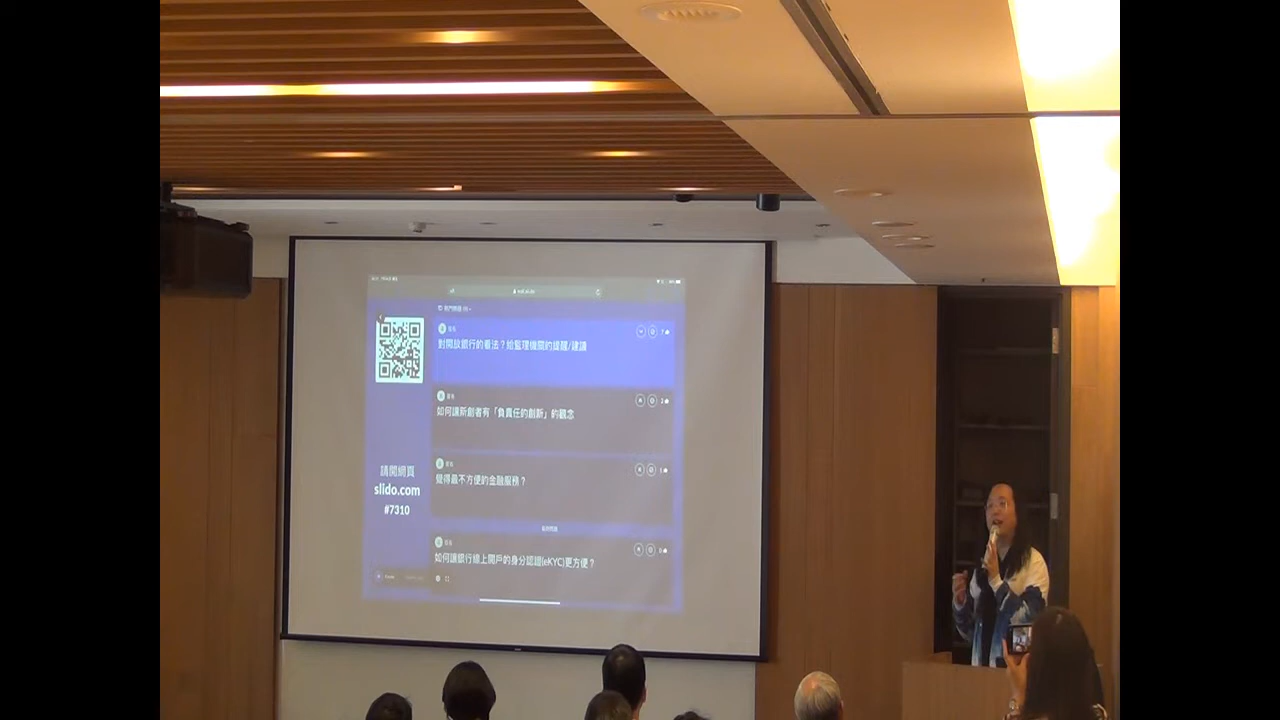 對開放銀行的看法？給監理機關的提醒/建議
如何讓新創者有「負責任的創新」的觀念
覺得最不方便的金融服務？
如何讓銀行線上開戶的身分認證(eKYC)更方便？
請開網頁
slido.com
#7310